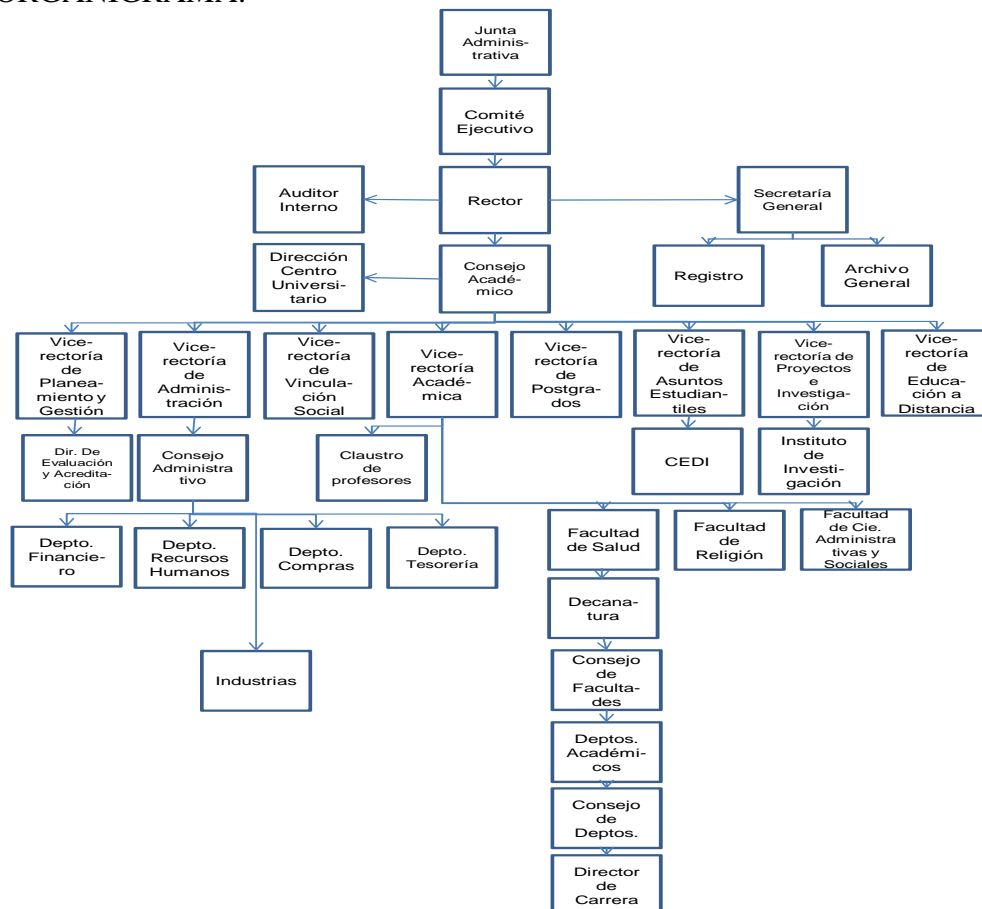 ORGANIGRAMA:
Junta
Adminis-
trativa
Comité
Ejecutivo
Auditor
Interno
Rector
Secretaría
General
Dirección
Centro
Universi-
tario
Consejo
Acadé-
mico
Registro
Archivo
General
Vice-
rectoría
de
Planea-
miento y
Gestión
Vice-
rectoría
de
Adminis-
tración
Vice-
rectoría
de
Vincula-
ción
Social
Vice-
rectoría
Acadé-
mica
Vice-
rectoría
de
Postgra-
dos
Vice-
rectoría
de
Asuntos
Estudian-
tiles
Vice-
rectoría de
Proyectos
e
Investiga-
ción
Vice-
rectoría
de
Educa-
ción a
Distancia
Dir. De
Evaluación
y Acredita-
ción
Consejo
Administra
tivo
Claustro
de
profesores
CEDI
Instituto
de
Investi-
gación
Depto.
Financie-
ro
Depto.
Recursos
Humanos
Depto.
Compras
Depto.
Tesorería
Facultad
de Salud
Facultad
de
Religión
Facultad
de Cie.
Administra
tivas y
Sociales
Decana-
tura
Industrias
Consejo
de
Faculta-
des
Deptos.
Académi-
cos
Consejo
de
Deptos.
Director
de
Carrera